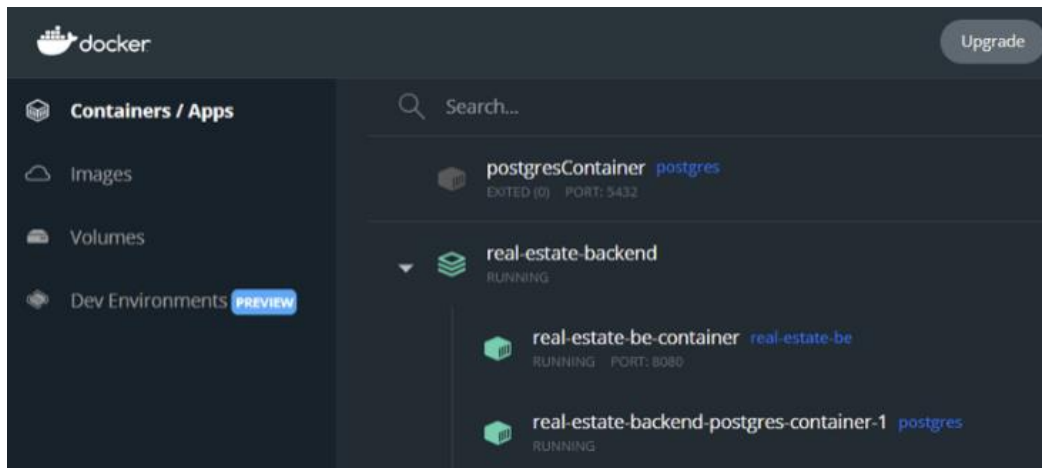 docker
Upgrade
Containers / Apps
Images
Volumes
Dev Environments PREVIEW
Search...
postgresContainer postgres
EXITED (0) PORT: 5432
real-estate-backend
RUNNING
real-estate-be-container real-estate-be
RUNNING PORT: 8080
real-estate-backend-postgres-container-1 postgres
RUNNING